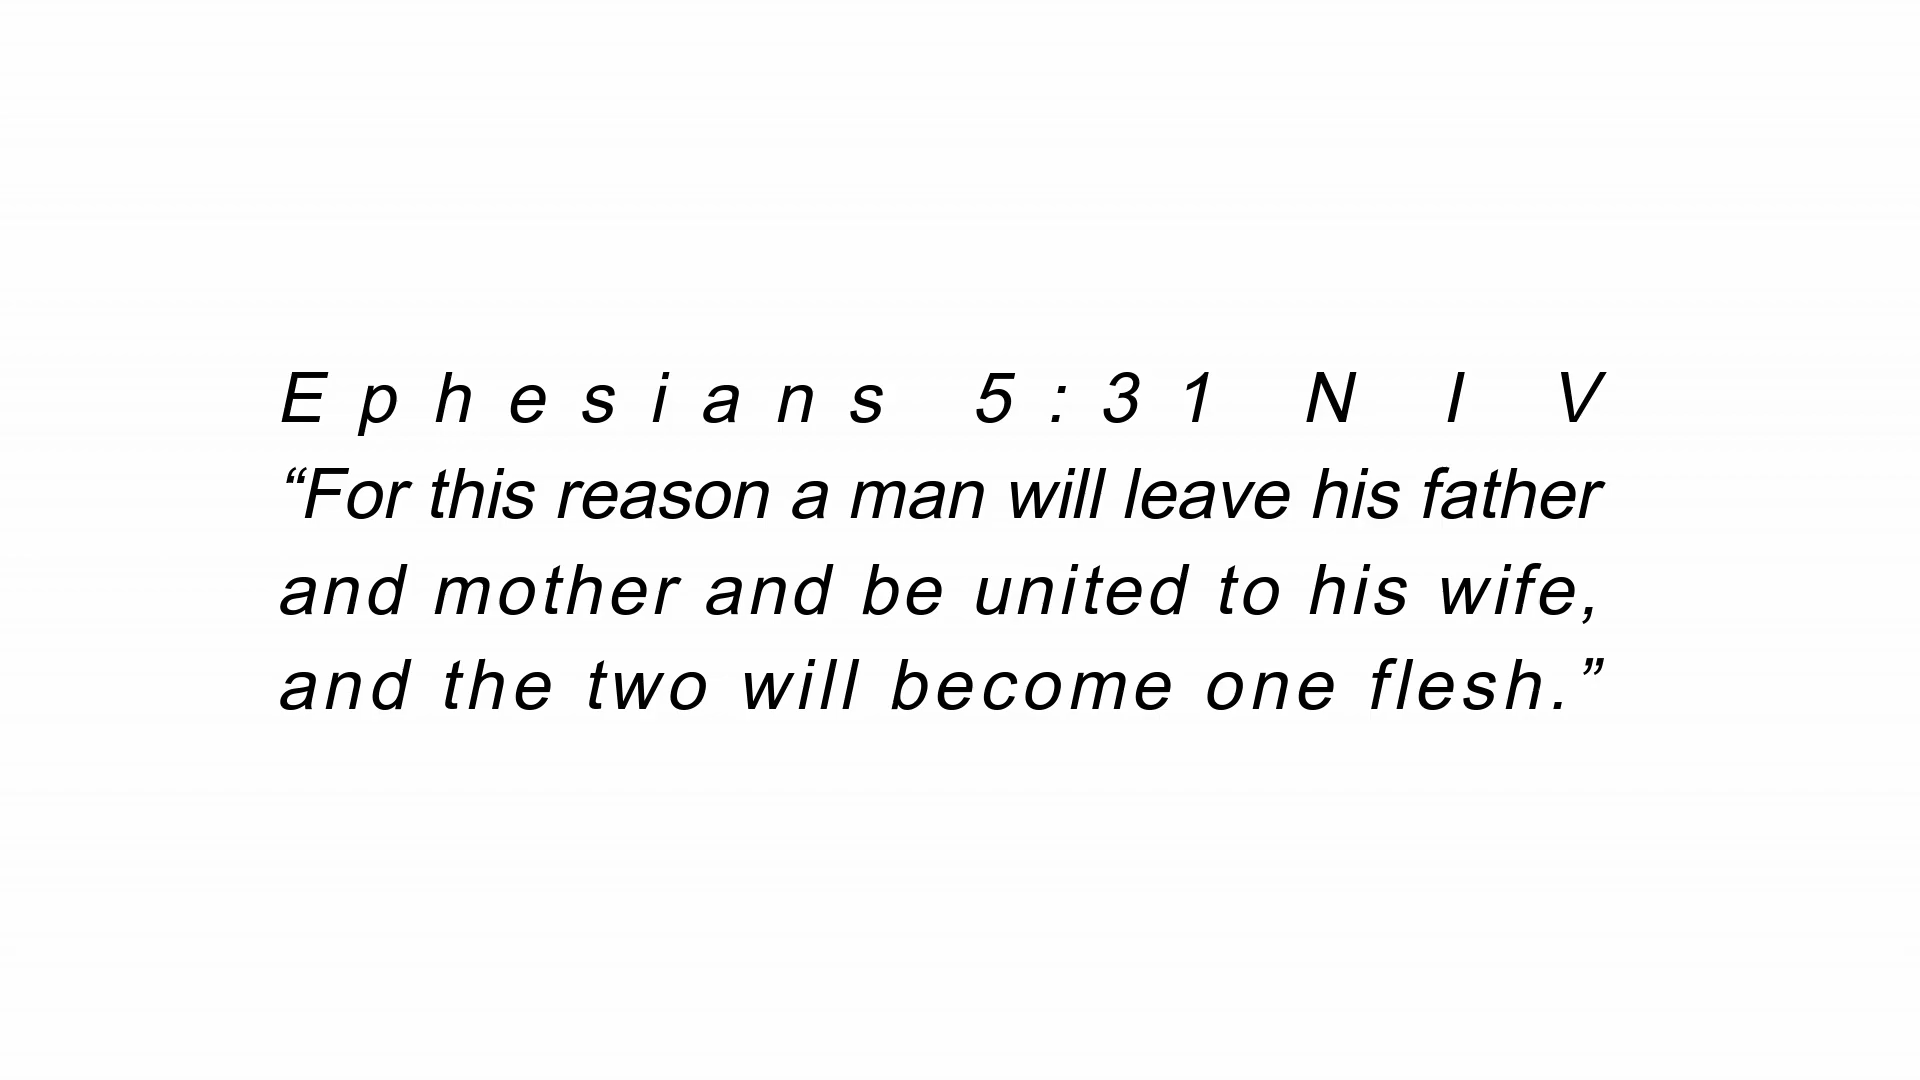 Ephesians 5:31 N I V
“For this reason a man will leave his father
and mother and be united to his wife,
and the two will become one flesh.”